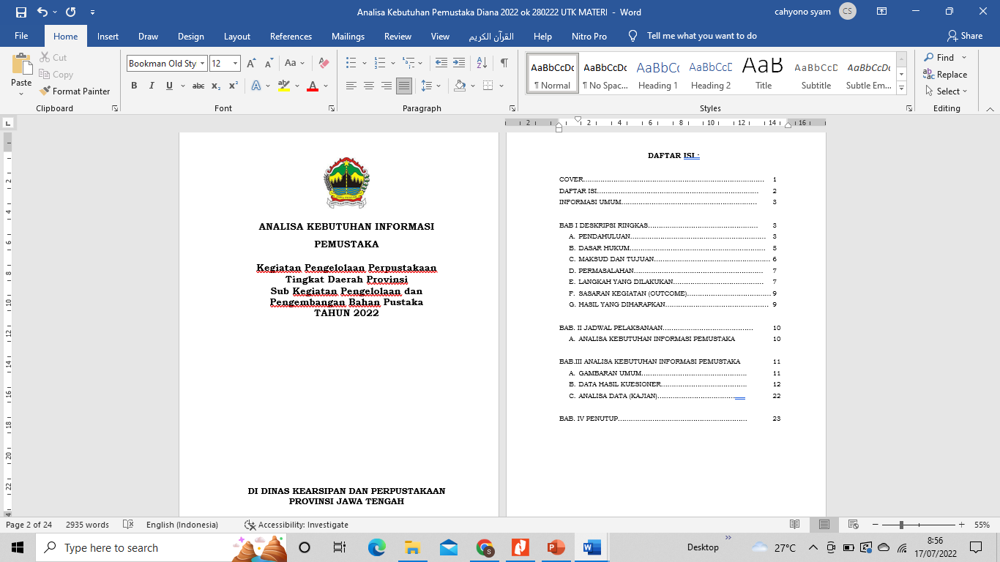 Analisa Kebutuhan Pemustaka Diana 2022 ok 280222 UTK MATERI - Word
cahyono syam
CS
File Home Insert Draw Design Layout References Mailings Review View القرآن الكريم Help Nitro Pro Tell me what you want to do Share
Paste
Cut
Copy
Format Painter
Clipboard
Bookman Old Sty 12
Font
Paragraph
AaBbCcDc AaBbCcDc AaBbCc AaBbCcD AaB AaBbCcD AaBbCcDc
¶ Normal ¶ No Spac... Heading 1 Heading 2 Title Subtitle Subtle Em...
Styles
Find
Replace
Select
Editing
2 2 4 6 8 10 12 14 16
ANALISA KEBUTUHAN INFORMASI
PEMUSTAKA
Kegiatan Pengelolaan Perpustakaan
Tingkat Daerah Provinsi
Sub Kegiatan Pengelolaan dan
Pengembangan Bahan Pustaka
TAHUN 2022
DI DINAS KEARSIPAN DAN PERPUSTAKAAN
PROVINSI JAWA TENGAH
DAFTAR ISI :
COVER.................... 1
DAFTAR ISI.................... 2
INFORMASI UMUM.................... 3
BAB I DESKRIPSI RINGKAS.................... 3
A. PENDAHULUAN.................... 3
B. DASAR HUKUM.................... 5
C. MAKSUD DAN TUJUAN.................... 6
D. PERMASALAHAN.................... 7
E. LANGKAH YANG DILAKUKAN.................... 7
F. SASARAN KEGIATAN (OUTCOME).................... 9
G. HASIL YANG DIHARAPKAN.................... 9
BAB. II JADWAL PELAKSANAAN.................... 10
A. ANALISA KEBUTUHAN INFORMASI PEMUSTAKA 10
BAB.III ANALISA KEBUTUHAN INFORMASI PEMUSTAKA 11
A. GAMBARAN UMUM.................... 11
B. DATA HASIL KUESIONER.................... 12
C. ANALISA DATA (KAJIAN).................... 22
BAB. IV PENUTUP.................... 23
Page 2 of 24 2935 words English (Indonesia) Accessibility: Investigate 55%
Type here to search
Desktop
27°C
8:56
17/07/2022